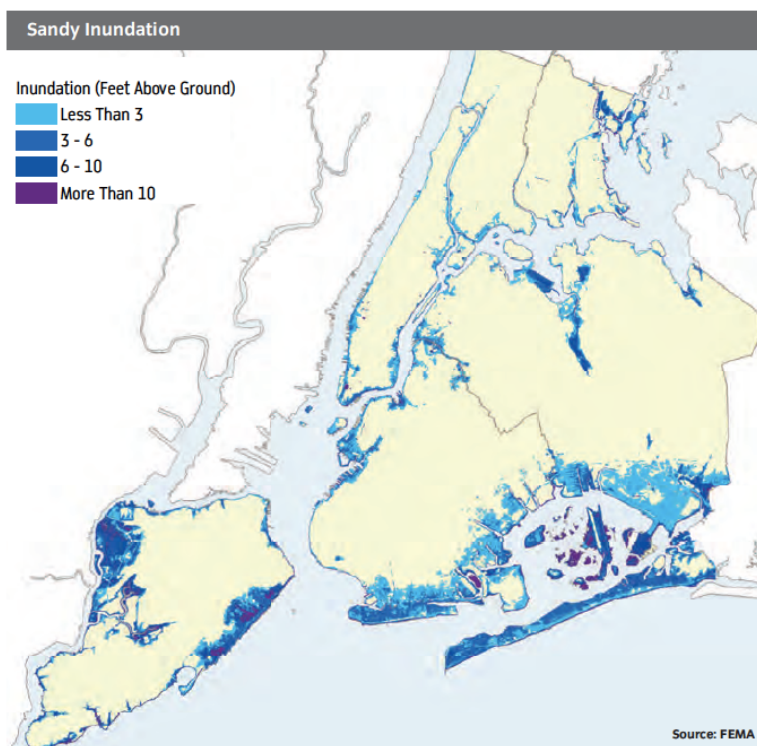 Sandy Inundation
Inundation (Feet Above Ground)
Less Than 3
3 - 6
6 - 10
More Than 10
Source: FEMA